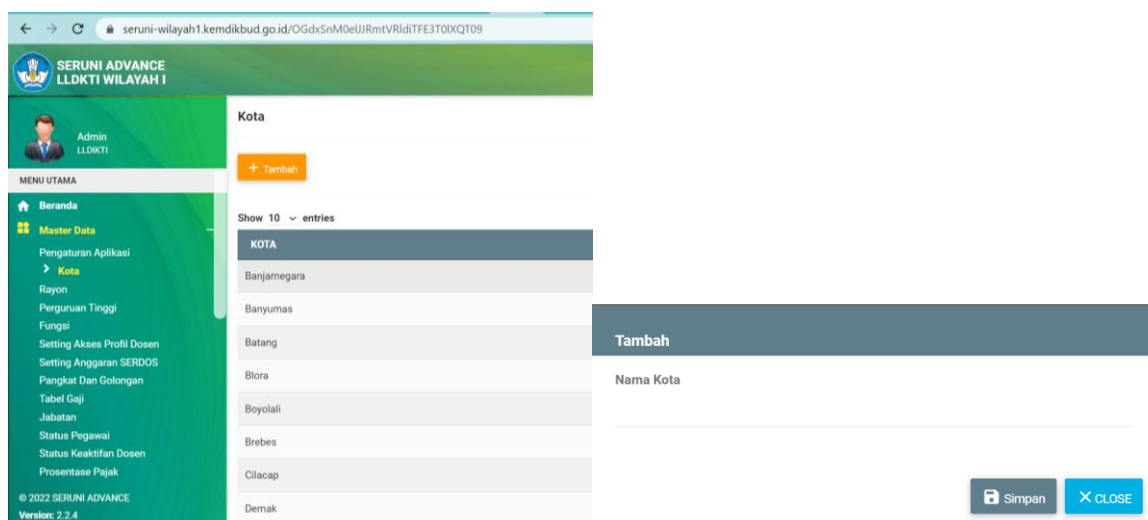 seruni-wilayah1.kemdikbud.go.id/OGdxSnM0elJJRmtVRldiTFE3T0lXQT09
SERUNI ADVANCE
LLDKTI WILAYAH I
Admin
LLDIKTI
MENU UTAMA
Beranda
Master Data
Pengaturan Aplikasi
Kota
Rayon
Perguruan Tinggi
Fungsi
Setting Akses Profil Dosen
Setting Anggaran SERDOS
Pangkat Dan Golongan
Tabel Gaji
Jabatan
Status Pegawai
Status Keaktifan Dosen
Prosentase Pajak
© 2022 SERUNI ADVANCE
Version: 2.2.4
Kota
+ Tambah
Show 10 entries
KOTA
Banjarnegara
Banyumas
Batang
Blora
Boyolali
Brebes
Cilacap
Demak
Tambah
Nama Kota
Simpan
CLOSE